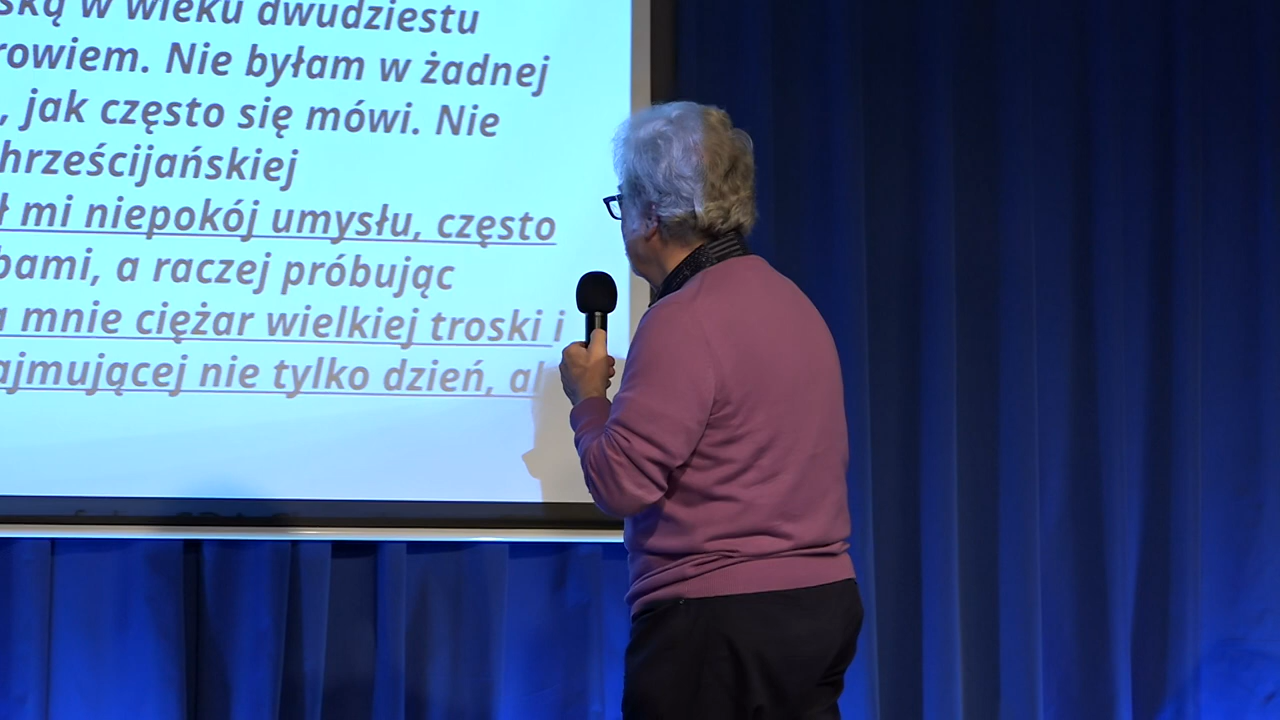 ską w wieku dwudziestu
rowiem. Nie byłam w żadnej
, jak często się mówi. Nie
hrześcijańskiej
ł mi niepokój umysłu, często
bami, a raczej próbując
a mnie ciężar wielkiej troski i
ajmującej nie tylko dzień, al